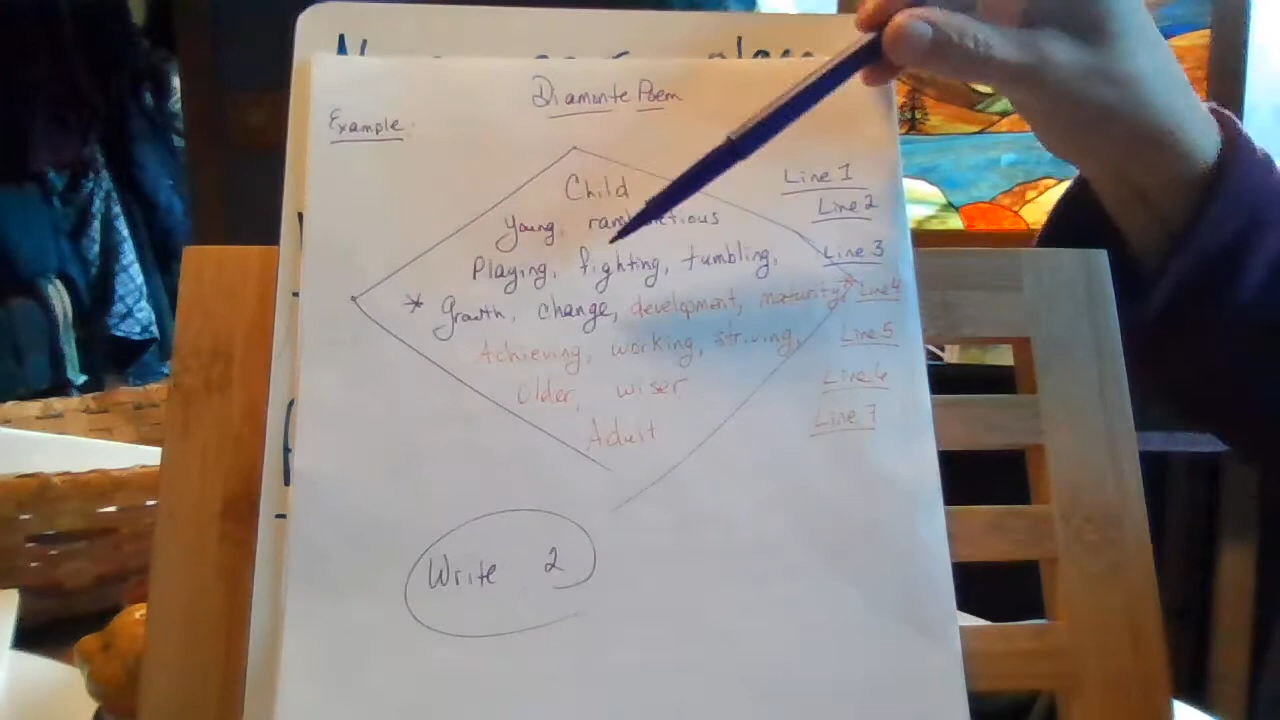 Diamonte Poem
Example
Child Line 1
Young, rambunctious Line 2
Playing, fighting, tumbling, Line 3
* Growth, change, development, maturity * Line 4
Achieving, working, striving, Line 5
Older, wiser Line 6
Adult Line 7
Write 2